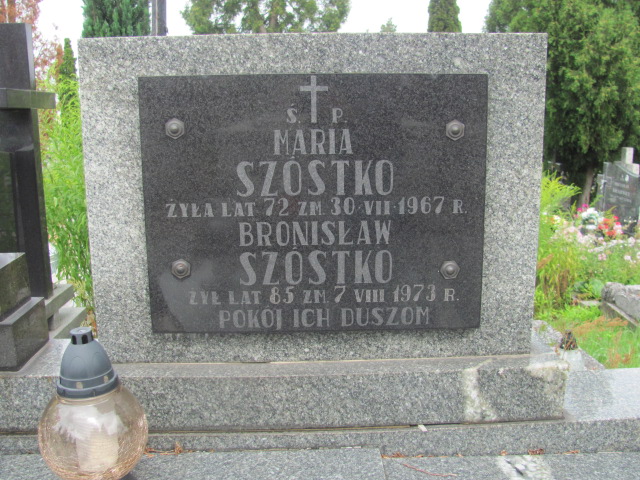 Ś. P.
MARIA
SZOSTKO
ŻYŁA LAT 72 ZM 30 VII 1967 R.
BRONISŁAW
SZOSTKO
ŻYŁ LAT 85 ZM 7 VIII 1973 R.
POKÓJ ICH DUSZOM